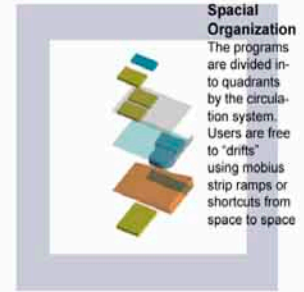 Spacial
Organization
The programs
are divided in-
to quadrants
by the circula-
tion system.
Users are free
to "drifts"
using mobius
strip ramps or
shortcuts from
space to space